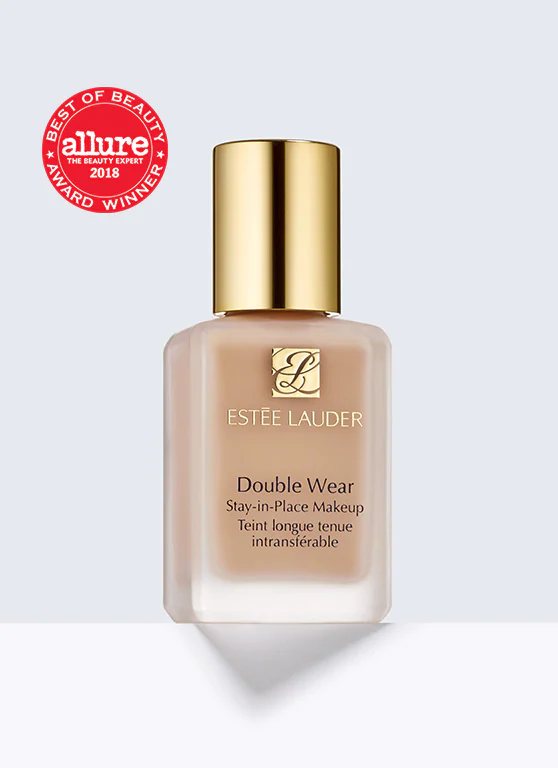 BEST OF BEAUTY
allure
THE BEAUTY EXPERT
2018
AWARD WINNER
ESTĒE LAUDER
Double Wear
Stay-in-Place Makeup
Teint longue tenue
intransférable